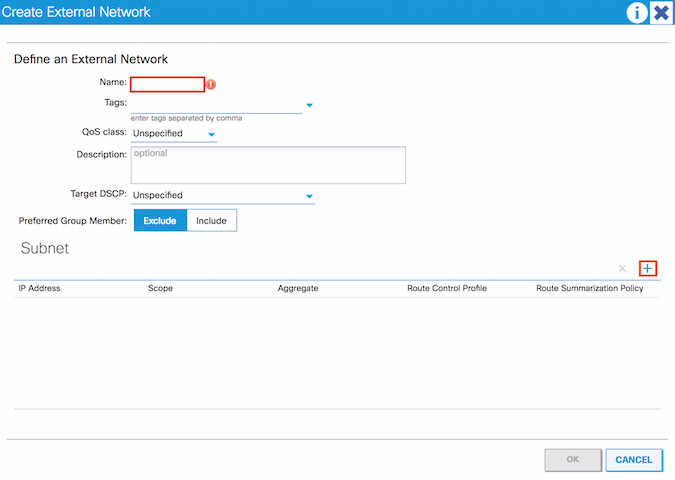 Create External Network
Define an External Network
Name:
Tags:
enter tags separated by comma
QoS class: Unspecified
Description: optional
Target DSCP: Unspecified
Preferred Group Member: Exclude Include
Subnet
IP Address Scope Aggregate Route Control Profile Route Summarization Policy
OK CANCEL